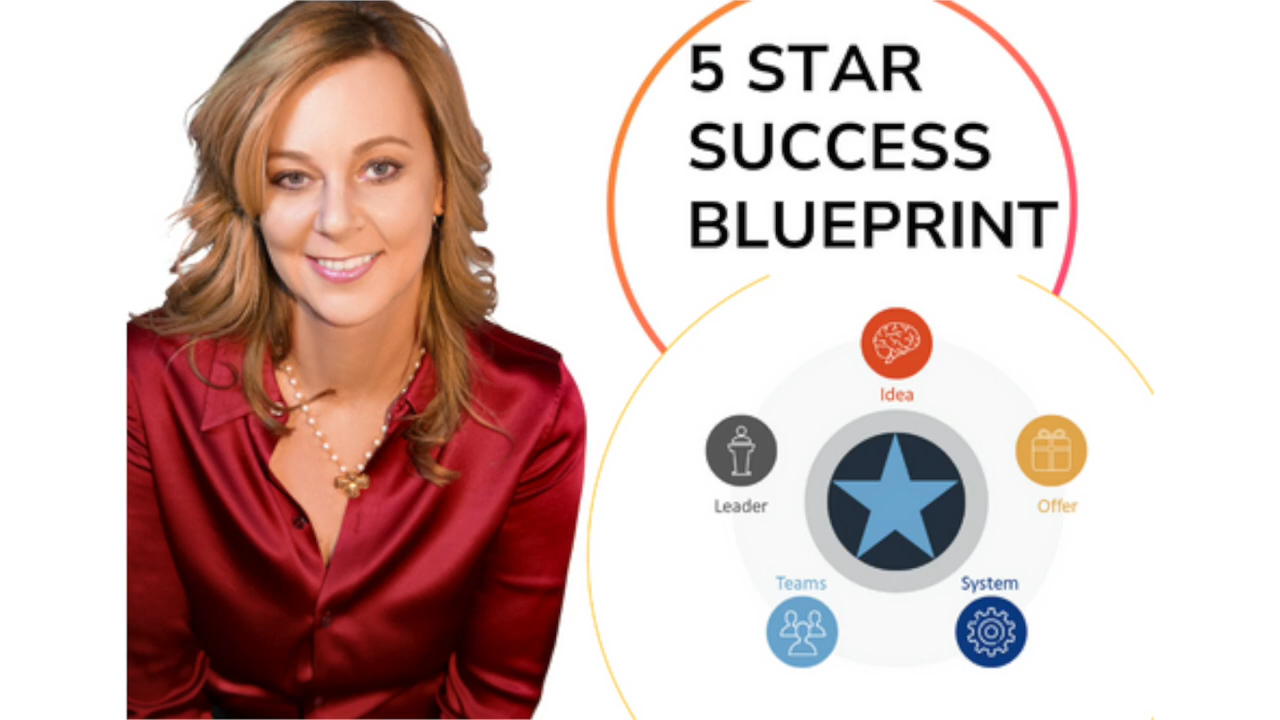 5 STAR
SUCCESS
BLUEPRINT
Idea
Leader
Offer
Teams
System